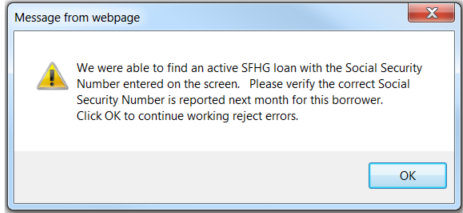 Message from webpage
We were able to find an active SFHG loan with the Social Security
Number entered on the screen.  Please verify the correct Social
Security Number is reported next month for this borrower.
Click OK to continue working reject errors.
OK